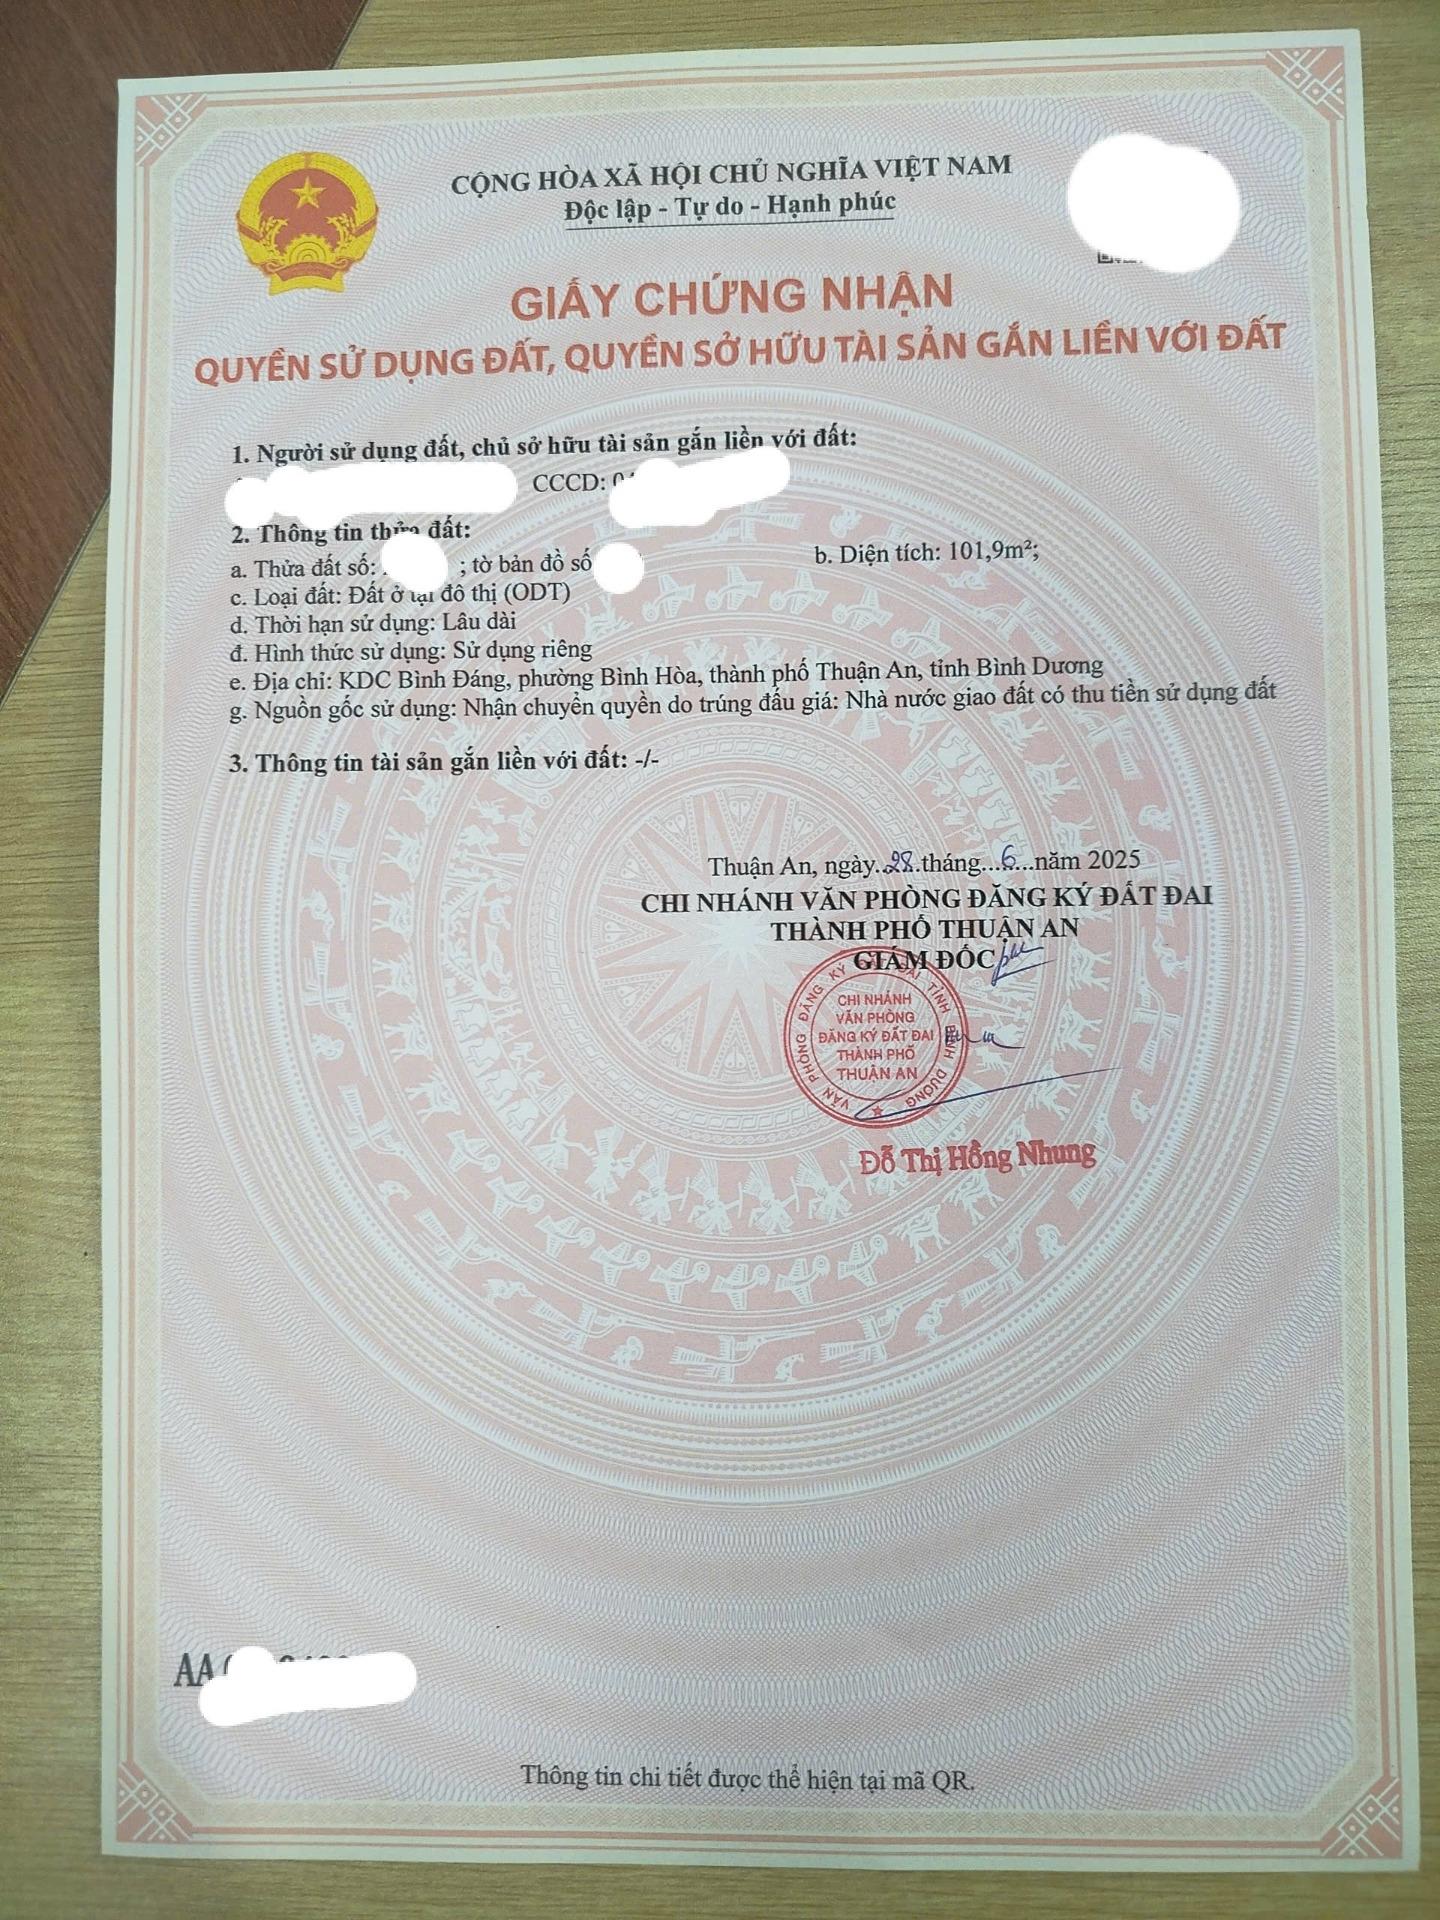 CỘNG HÒA XÃ HỘI CHỦ NGHĨA VIỆT NAM
Độc lập - Tự do - Hạnh phúc
GIẤY CHỨNG NHẬN
QUYỀN SỬ DỤNG ĐẤT, QUYỀN SỞ HỮU TÀI SẢN GẮN LIỀN VỚI ĐẤT
1. Người sử dụng đất, chủ sở hữu tài sản gắn liền với đất:
CCCD:
2. Thông tin thửa đất:
a. Thửa đất số: ; tờ bản đồ số b. Diện tích: 101,9m²;
c. Loại đất: Đất ở tại đô thị (ODT)
d. Thời hạn sử dụng: Lâu dài
đ. Hình thức sử dụng: Sử dụng riêng
e. Địa chỉ: KDC Bình Đáng, phường Bình Hòa, thành phố Thuận An, tỉnh Bình Dương
g. Nguồn gốc sử dụng: Nhận chuyển quyền do trúng đấu giá: Nhà nước giao đất có thu tiền sử dụng đất
3. Thông tin tài sản gắn liền với đất: -/-
Thuận An, ngày..28.tháng...6...năm 2025
CHI NHÁNH VĂN PHÒNG ĐĂNG KÝ ĐẤT ĐAI
THÀNH PHỐ THUẬN AN
GIÁM ĐỐC
VĂN PHÒNG ĐĂNG KÝ ĐẤT ĐAI TỈNH BÌNH DƯƠNG
CHI NHÁNH
VĂN PHÒNG
ĐĂNG KÝ ĐẤT ĐAI
THÀNH PHỐ
THUẬN AN
Đỗ Thị Hồng Nhung
AA
Thông tin chi tiết được thể hiện tại mã QR.